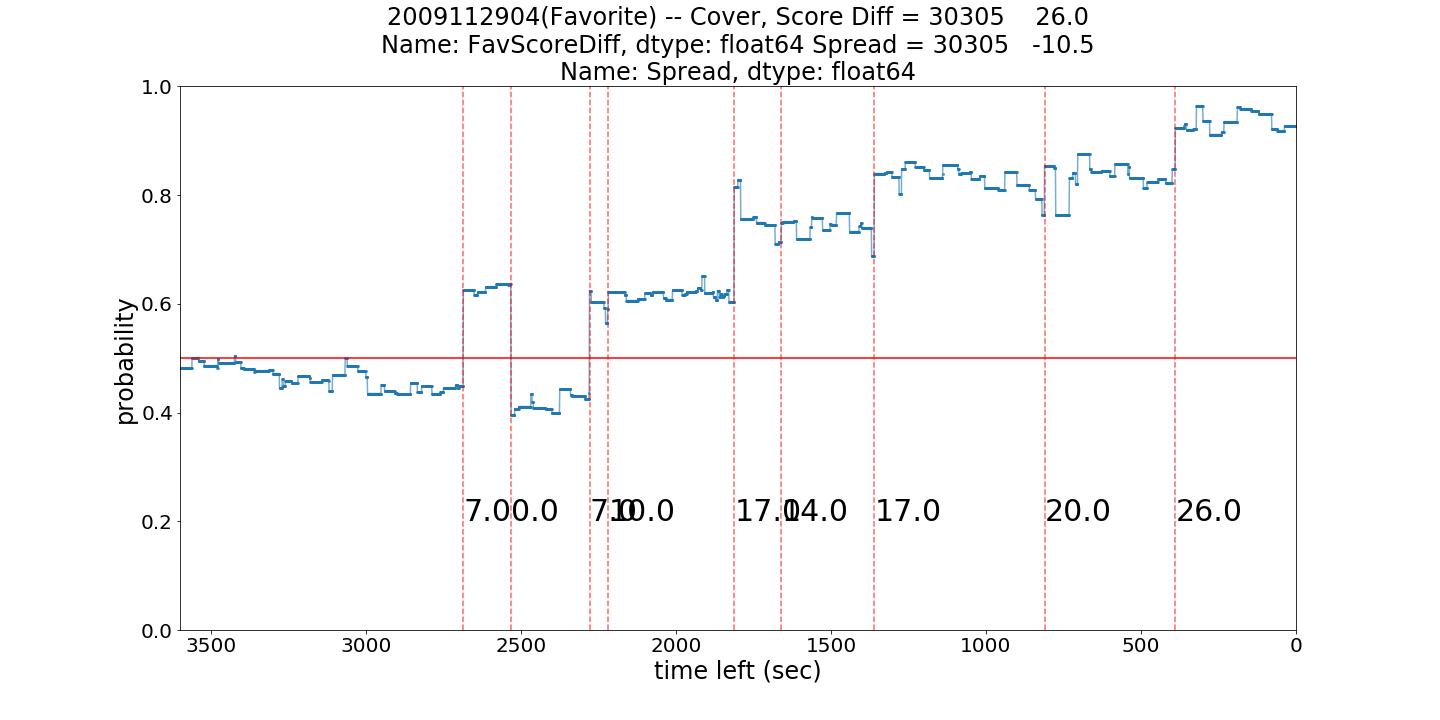 2009112904(Favorite) -- Cover, Score Diff = 30305    26.0
Name: FavScoreDiff, dtype: float64 Spread = 30305   -10.5
Name: Spread, dtype: float64
1.0
0.8
0.6
0.4
0.2
0.0
probability
7.0 0.0 7.0 10.0 17.0 14.0 17.0 20.0 26.0
3500 3000 2500 2000 1500 1000 500 0
time left (sec)